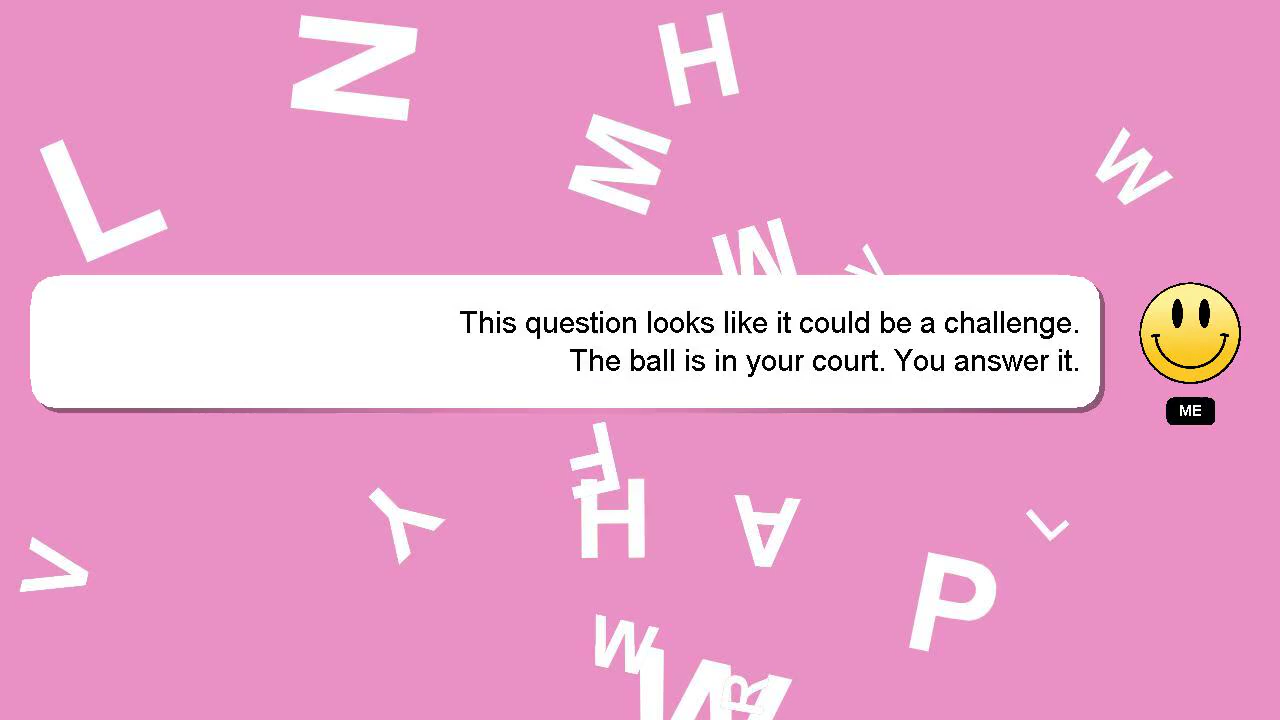 Z
H
M
W
L
W
V
This question looks like it could be a challenge.
The ball is in your court. You answer it.
ME
F
H
A
Y
L
V
P
W
W
R